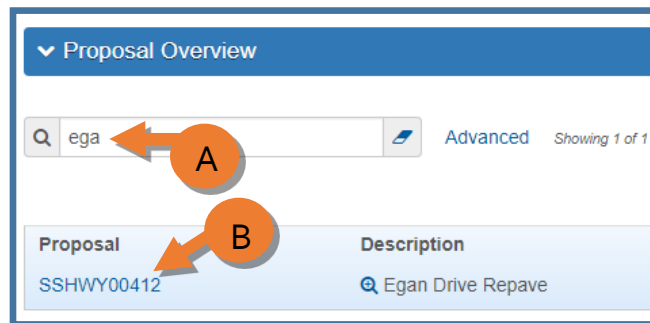 Proposal Overview
ega Advanced Showing 1 of 1
A
B
Proposal Description
SSHWY00412 Egan Drive Repave